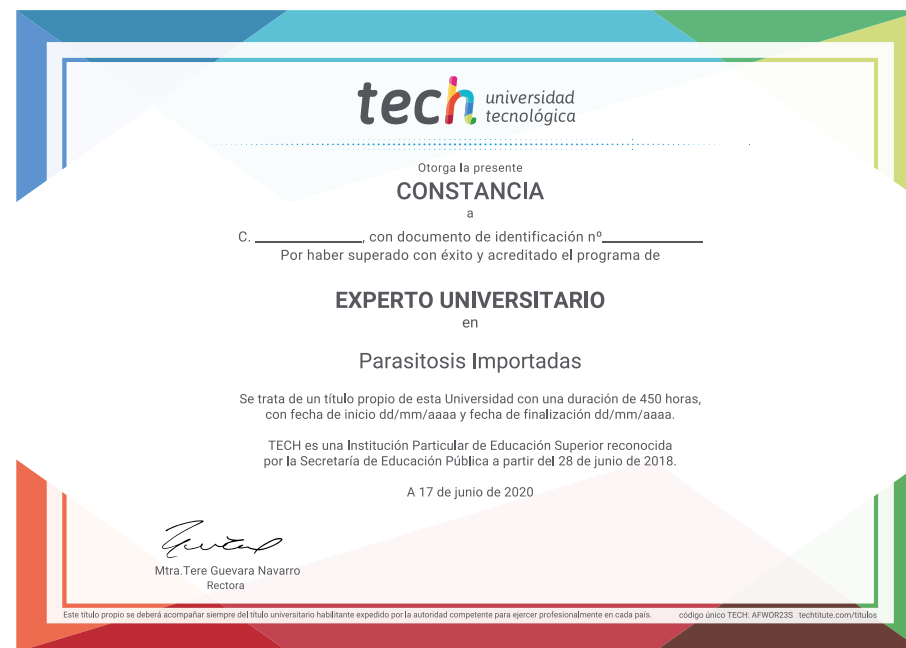 tech universidad
tecnológica
Otorga la presente
CONSTANCIA
a
C. ______________, con documento de identificación nº______________
Por haber superado con éxito y acreditado el programa de
EXPERTO UNIVERSITARIO
en
Parasitosis Importadas
Se trata de un título propio de esta Universidad con una duración de 450 horas,
con fecha de inicio dd/mm/aaaa y fecha de finalización dd/mm/aaaa.
TECH es una Institución Particular de Educación Superior reconocida
por la Secretaría de Educación Pública a partir del 28 de junio de 2018.
A 17 de junio de 2020
Mtra.Tere Guevara Navarro
Rectora
Este título propio se deberá acompañar siempre del título universitario habilitante expedido por la autoridad competente para ejercer profesionalmente en cada país. código único TECH: AFWOR23S techtitute.com/títulos